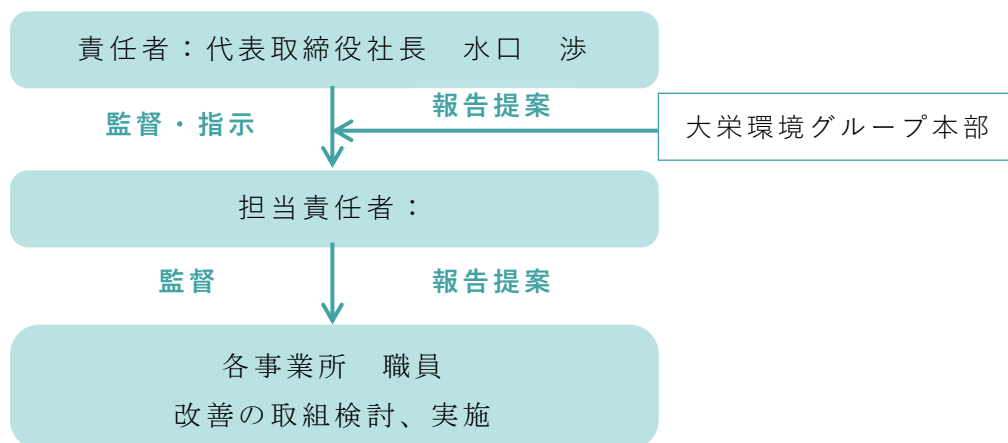 責任者：代表取締役社長　水口　渉
監督・指示
報告提案
大栄環境グループ本部
担当責任者：
監督
報告提案
各事業所　職員
改善の取組検討、実施